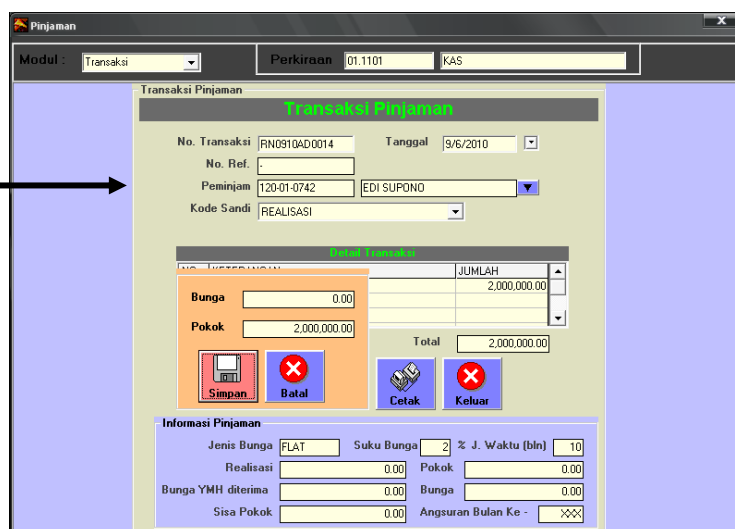 Pinjaman x
Modul : Transaksi Perkiraan 01.1101 KAS
Transaksi Pinjaman
Transaksi Pinjaman
No. Transaksi RN0910AD0014 Tanggal 9/6/2010
No. Ref. -
Peminjam 120-01-0742 EDI SUPONO
Kode Sandi REALISASI
Detail Transaksi
JUMLAH
2,000,000.00
Bunga 0.00
Pokok 2,000,000.00
Total 2,000,000.00
Simpan Batal Cetak Keluar
Informasi Pinjaman
Jenis Bunga FLAT Suku Bunga 2 % J. Waktu (bln) 10
Realisasi 0.00 Pokok 0.00
Bunga YMH diterima 0.00 Bunga 0.00
Sisa Pokok 0.00 Angsuran Bulan Ke - XXX